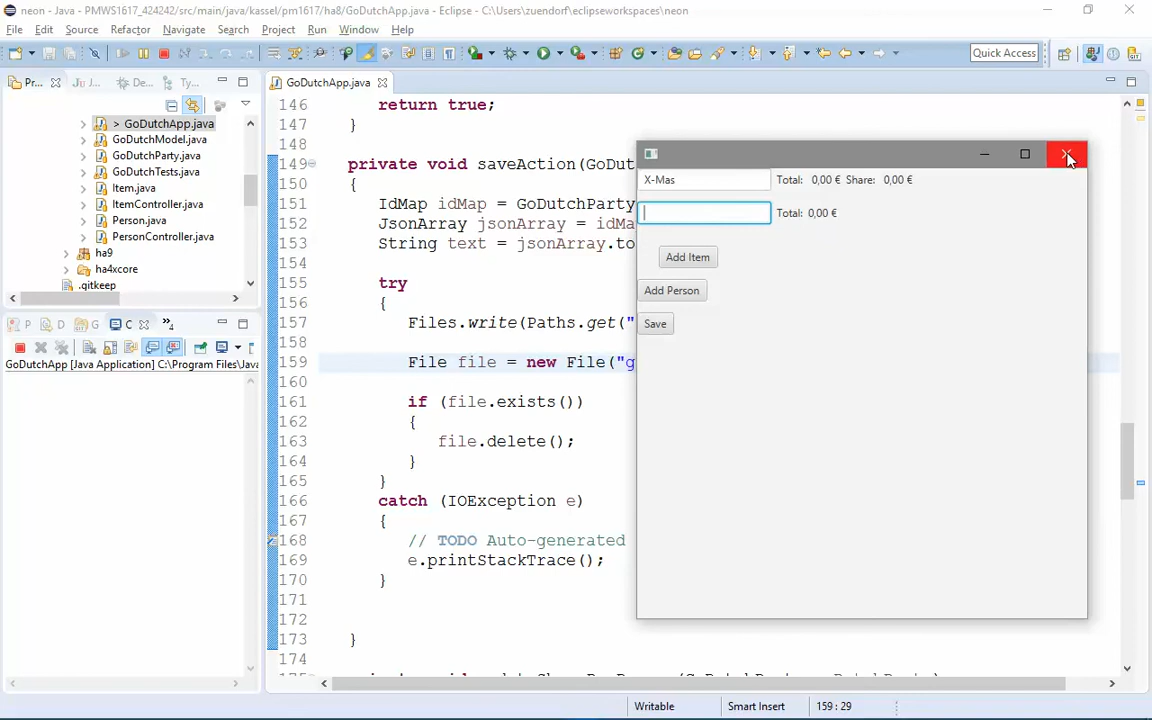 neon - Java - PMWS1617_424242/src/main/java/kassel/pm1617/ha8/GoDutchApp.java - Eclipse - C:\Users\zuendorf\eclipseworkspaces\neon
File Edit Source Refactor Navigate Search Project Run Window Help
Quick Access
Pr... J... De... Ty...
> GoDutchApp.java
GoDutchModel.java
GoDutchParty.java
GoDutchTests.java
Item.java
ItemController.java
Person.java
PersonController.java
ha9
ha4xcore
.gitkeep
P D G C »4
GoDutchApp [Java Application] C:\Program Files\Java
GoDutchApp.java
146 return true;
147 }
148
149 private void saveAction(GoDut
150 {
151 IdMap idMap = GoDutchParty
152 JsonArray jsonArray = idMa
153 String text = jsonArray.to
154
155 try
156 {
157 Files.write(Paths.get("
158
159 File file = new File("g
160
161 if (file.exists())
162 {
163 file.delete();
164 }
165 }
166 catch (IOException e)
167 {
168 // TODO Auto-generated
169 e.printStackTrace();
170 }
171
172
173 }
174
X-Mas Total: 0,00 € Share: 0,00 €
Total: 0,00 €
Add Item
Add Person
Save
Writable Smart Insert 159 : 29